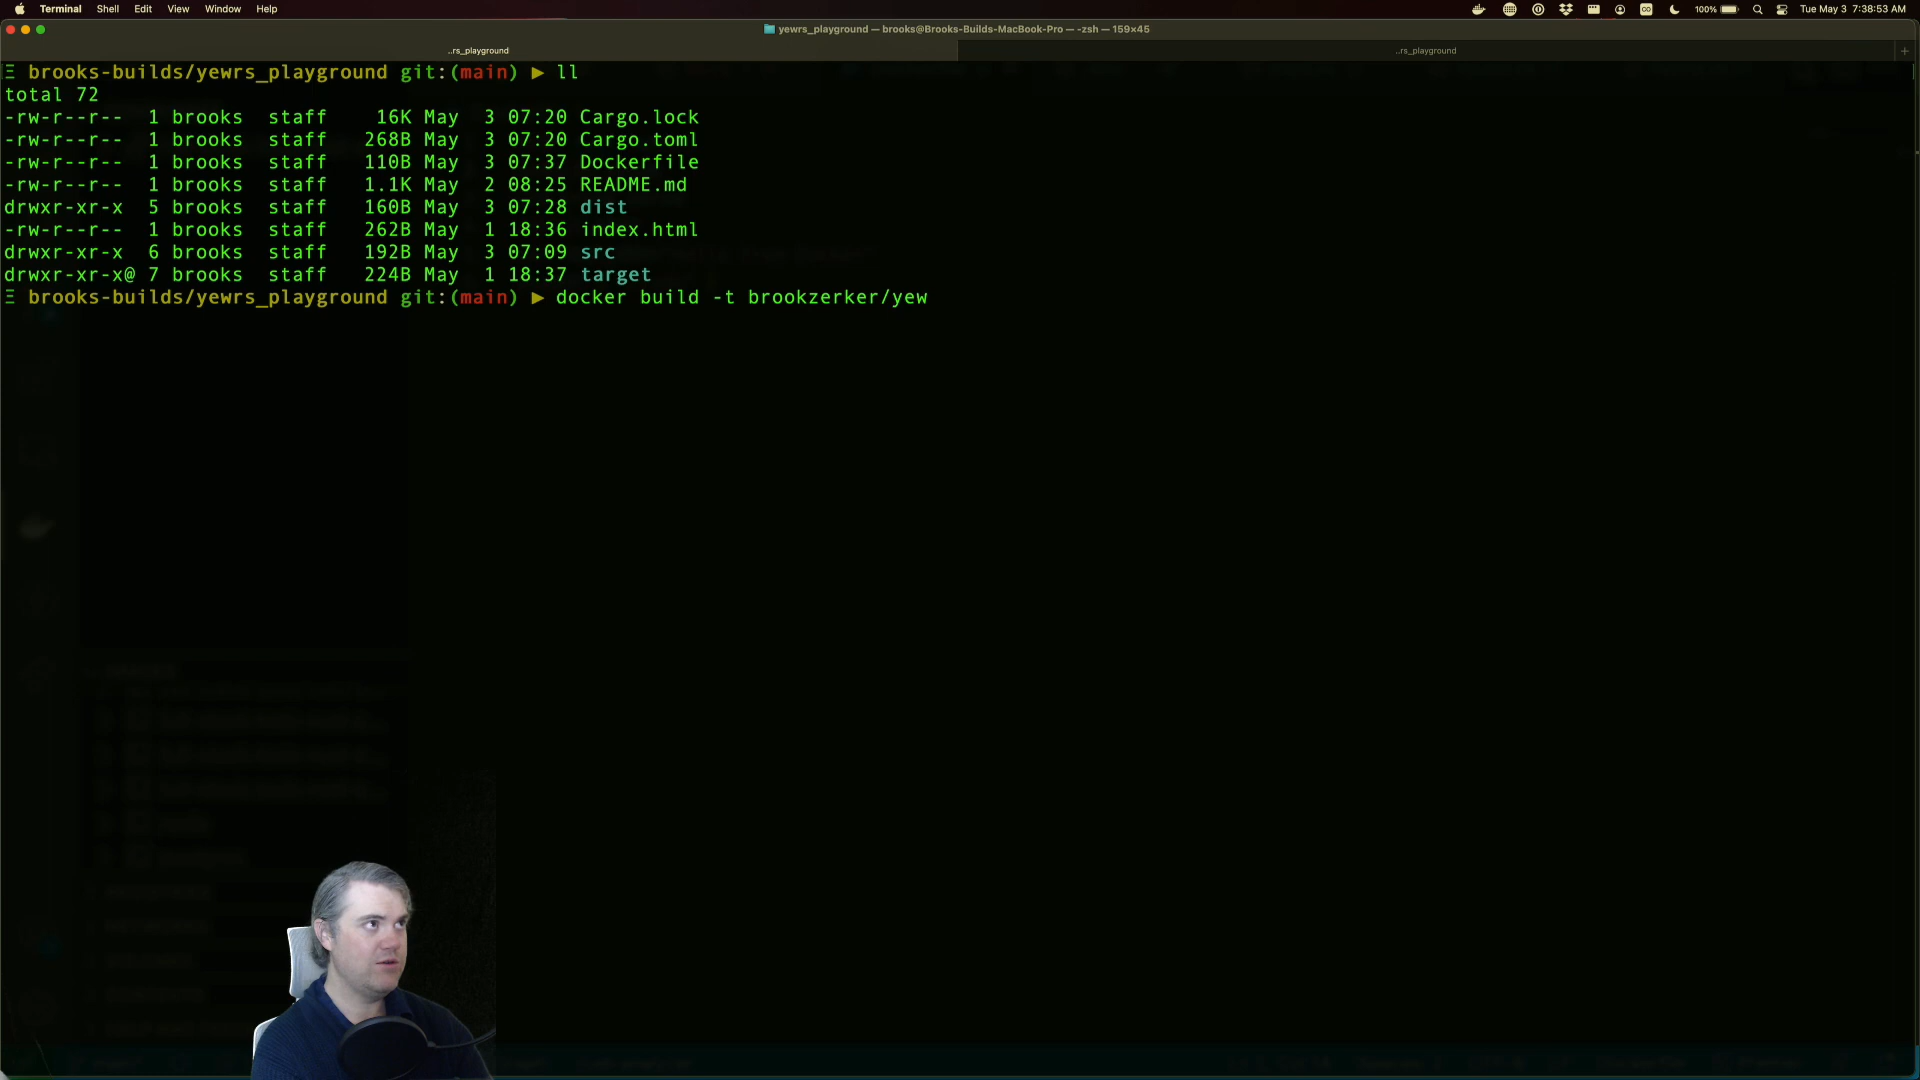 Terminal Shell Edit View Window Help 100% Tue May 3 7:38:53 AM
yewrs_playground — brooks@Brooks-Builds-MacBook-Pro — -zsh — 159×45
..rs_playground ..rs_playground +
Ξ brooks-builds/yewrs_playground git:(main) ▶ ll
total 72
-rw-r--r-- 1 brooks staff 16K May 3 07:20 Cargo.lock
-rw-r--r-- 1 brooks staff 268B May 3 07:20 Cargo.toml
-rw-r--r-- 1 brooks staff 110B May 3 07:37 Dockerfile
-rw-r--r-- 1 brooks staff 1.1K May 2 08:25 README.md
drwxr-xr-x 5 brooks staff 160B May 3 07:28 dist
-rw-r--r-- 1 brooks staff 262B May 1 18:36 index.html
drwxr-xr-x 6 brooks staff 192B May 3 07:09 src
drwxr-xr-x@ 7 brooks staff 224B May 1 18:37 target
Ξ brooks-builds/yewrs_playground git:(main) ▶ docker build -t brookzerker/yew